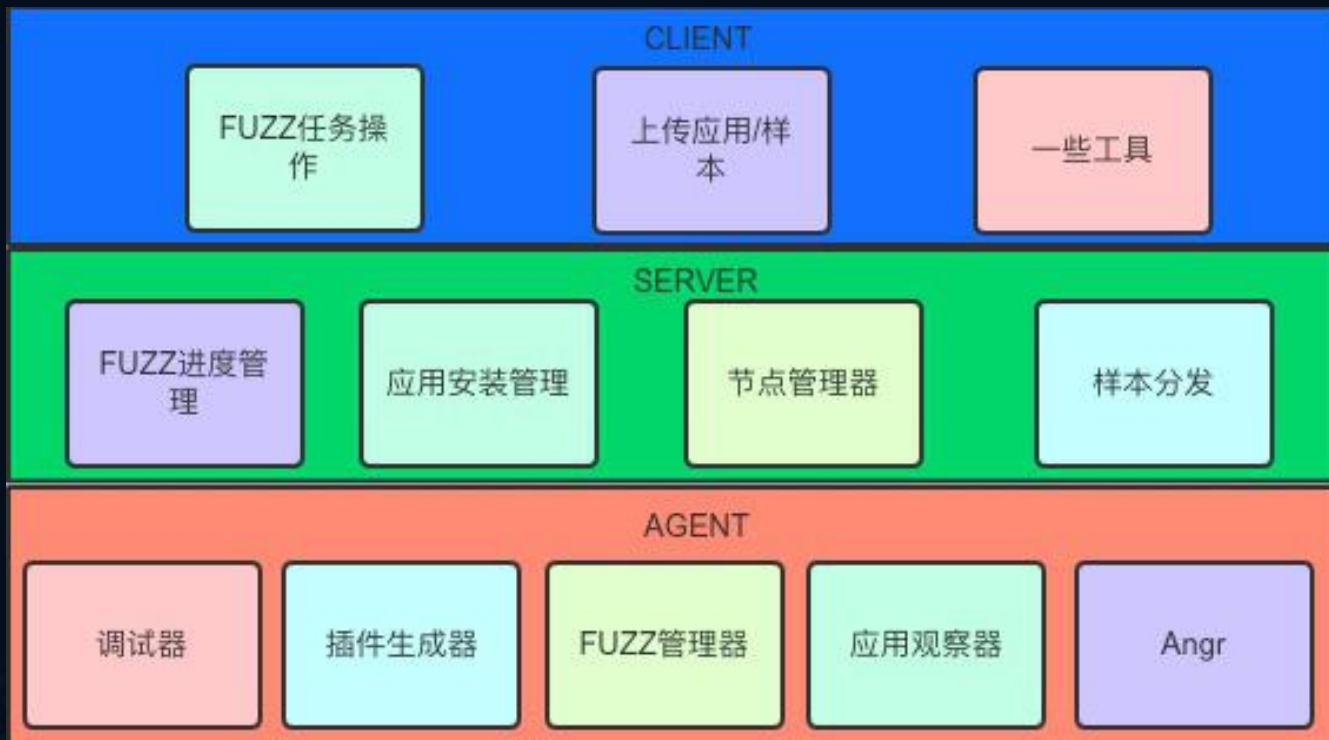 CLIENT
FUZZ任务操
作
上传应用/样
本
一些工具
SERVER
FUZZ进度管
理
应用安装管理
节点管理器
样本分发
AGENT
调试器
插件生成器
FUZZ管理器
应用观察器
Angr